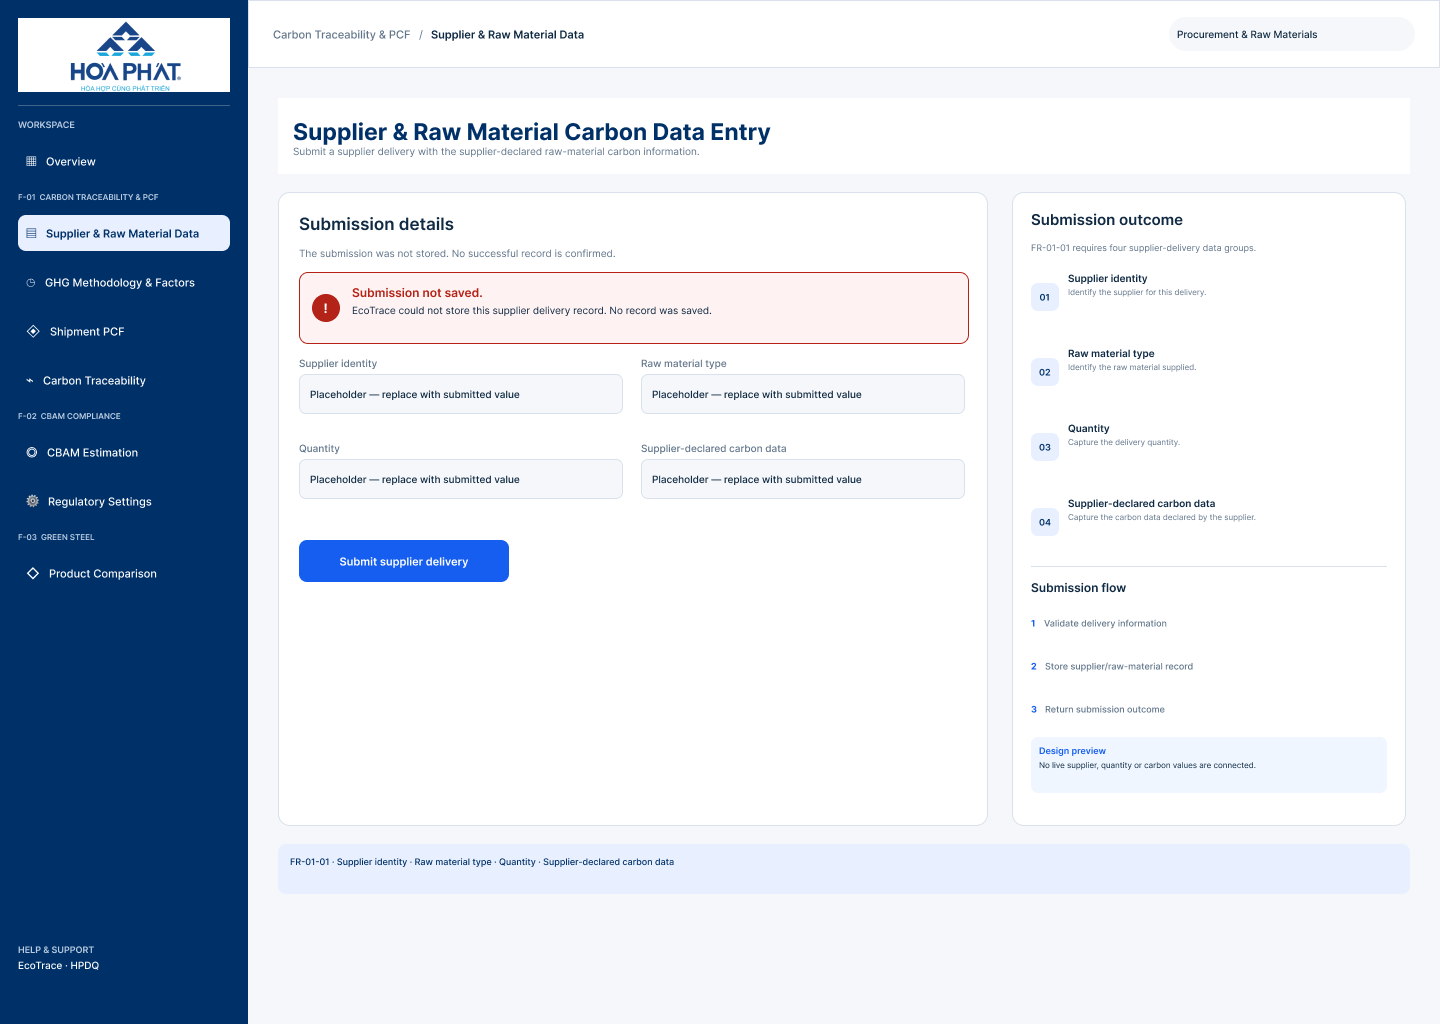 HÒA PHÁT
HÒA HỢP CÙNG PHÁT TRIỂN
WORKSPACE
Overview
F-01 CARBON TRACEABILITY & PCF
Supplier & Raw Material Data
GHG Methodology & Factors
Shipment PCF
Carbon Traceability
F-02 CBAM COMPLIANCE
CBAM Estimation
Regulatory Settings
F-03 GREEN STEEL
Product Comparison
HELP & SUPPORT
EcoTrace · HPDQ
Carbon Traceability & PCF / Supplier & Raw Material Data
Procurement & Raw Materials
Supplier & Raw Material Carbon Data Entry
Submit a supplier delivery with the supplier-declared raw-material carbon information.
Submission details
The submission was not stored. No successful record is confirmed.
!
Submission not saved.
EcoTrace could not store this supplier delivery record. No record was saved.
Supplier identity
Placeholder — replace with submitted value
Raw material type
Placeholder — replace with submitted value
Quantity
Placeholder — replace with submitted value
Supplier-declared carbon data
Placeholder — replace with submitted value
Submit supplier delivery
Submission outcome
FR-01-01 requires four supplier-delivery data groups.
01
Supplier identity
Identify the supplier for this delivery.
02
Raw material type
Identify the raw material supplied.
03
Quantity
Capture the delivery quantity.
04
Supplier-declared carbon data
Capture the carbon data declared by the supplier.
Submission flow
1 Validate delivery information
2 Store supplier/raw-material record
3 Return submission outcome
Design preview
No live supplier, quantity or carbon values are connected.
FR-01-01 · Supplier identity · Raw material type · Quantity · Supplier-declared carbon data